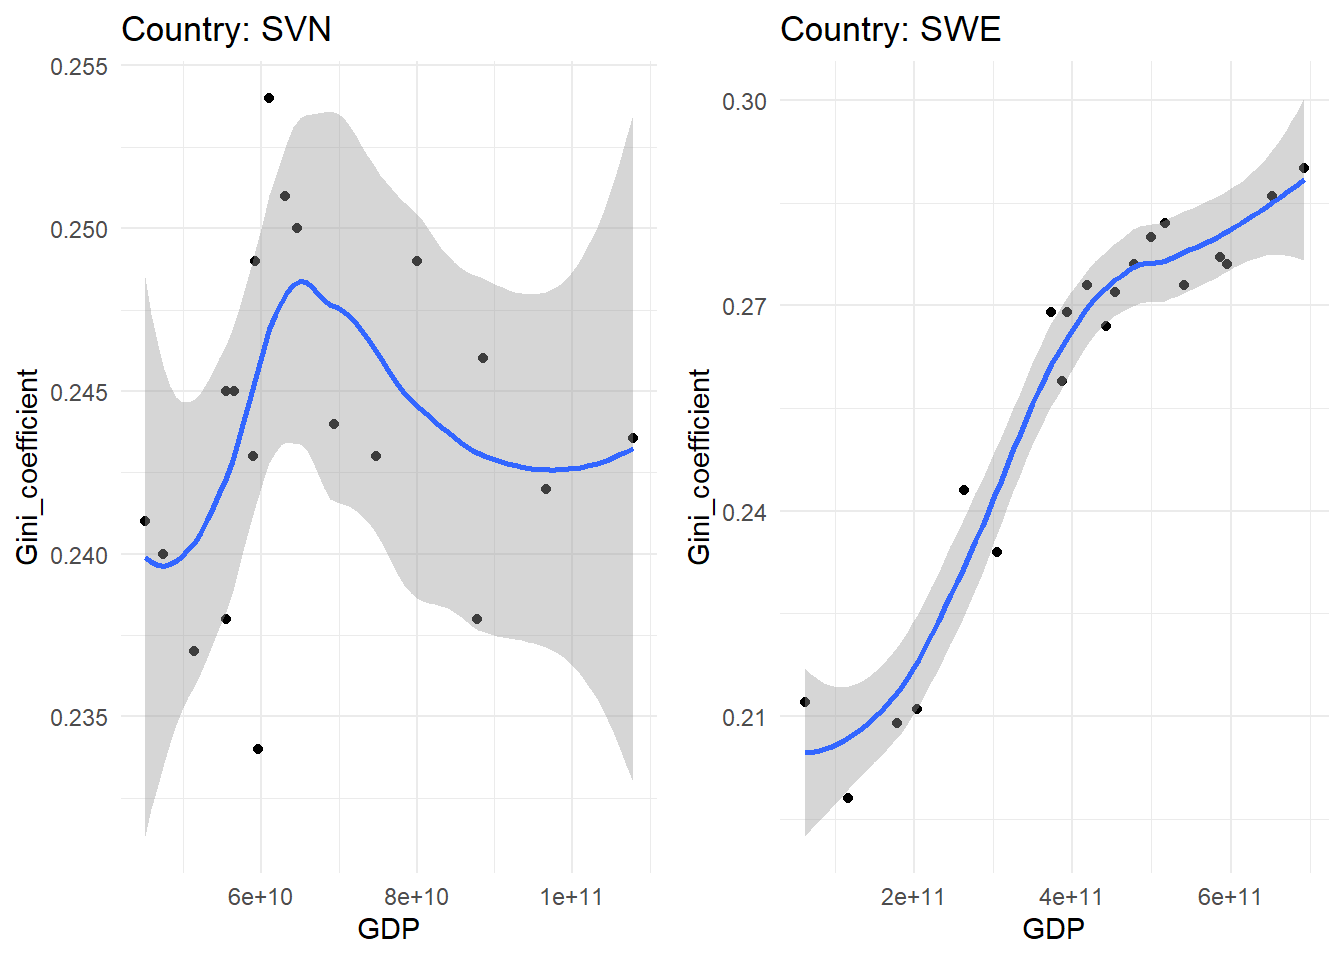 Country: SVN
Gini_coefficient
0.255
0.250
0.245
0.240
0.235
6e+10
8e+10
1e+11
GDP
Country: SWE
Gini_coefficient
0.30
0.27
0.24
0.21
2e+11
4e+11
6e+11
GDP